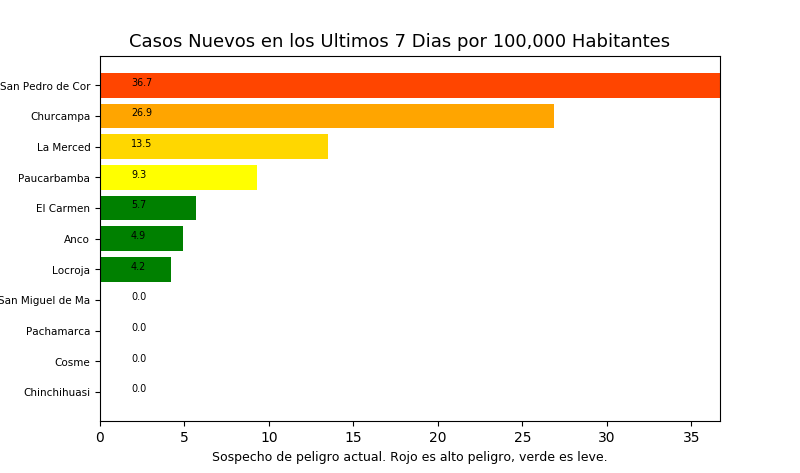 Casos Nuevos en los Ultimos 7 Dias por 100,000 Habitantes
San Pedro de Cor 36.7
Churcampa 26.9
La Merced 13.5
Paucarbamba 9.3
El Carmen 5.7
Anco 4.9
Locroja 4.2
San Miguel de Ma 0.0
Pachamarca 0.0
Cosme 0.0
Chinchihuasi 0.0
0 5 10 15 20 25 30 35
Sospecho de peligro actual. Rojo es alto peligro, verde es leve.